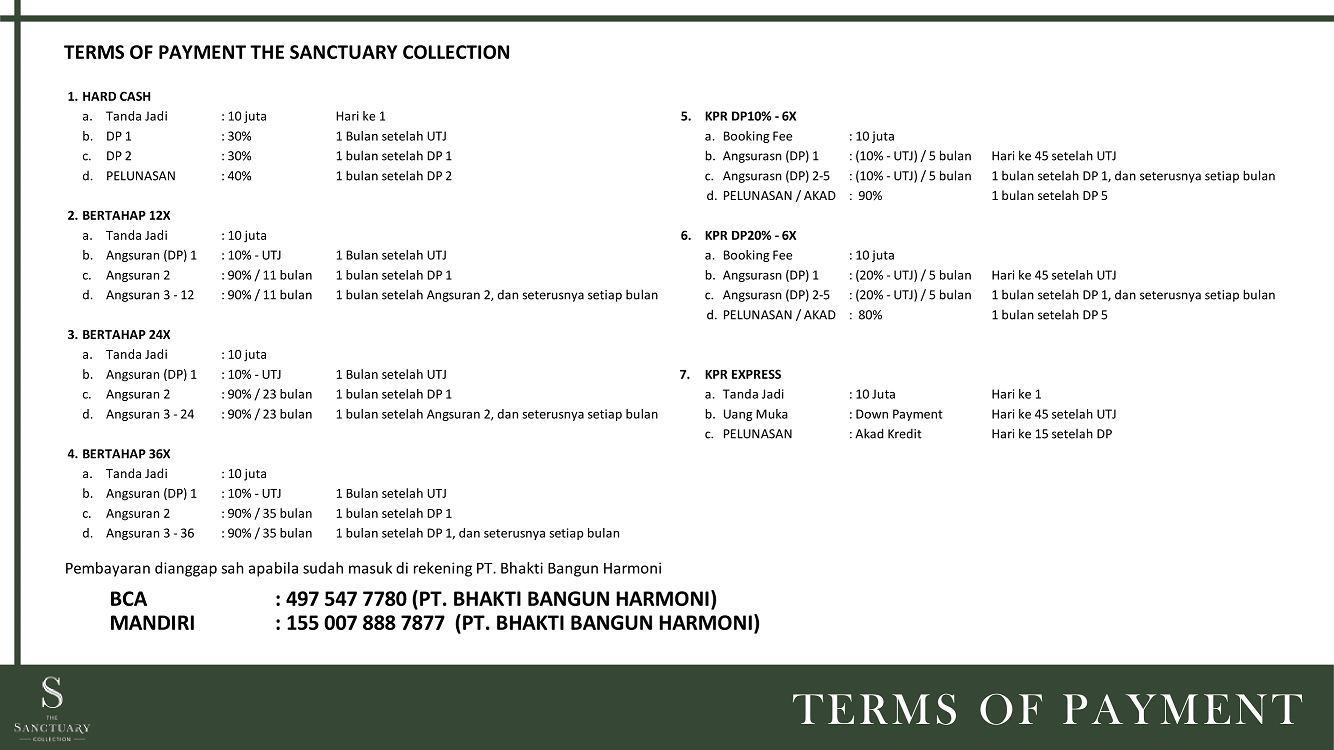 TERMS OF PAYMENT THE SANCTUARY COLLECTION
1. HARD CASH
a. Tanda Jadi : 10 juta Hari ke 1
b. DP 1 : 30% 1 Bulan setelah UTJ
c. DP 2 : 30% 1 bulan setelah DP 1
d. PELUNASAN : 40% 1 bulan setelah DP 2
2. BERTAHAP 12X
a. Tanda Jadi : 10 juta
b. Angsuran (DP) 1 : 10% - UTJ 1 Bulan setelah UTJ
c. Angsuran 2 : 90% / 11 bulan 1 bulan setelah DP 1
d. Angsuran 3 - 12 : 90% / 11 bulan 1 bulan setelah Angsuran 2, dan seterusnya setiap bulan
3. BERTAHAP 24X
a. Tanda Jadi : 10 juta
b. Angsuran (DP) 1 : 10% - UTJ 1 Bulan setelah UTJ
c. Angsuran 2 : 90% / 23 bulan 1 bulan setelah DP 1
d. Angsuran 3 - 24 : 90% / 23 bulan 1 bulan setelah Angsuran 2, dan seterusnya setiap bulan
4. BERTAHAP 36X
a. Tanda Jadi : 10 juta
b. Angsuran (DP) 1 : 10% - UTJ 1 Bulan setelah UTJ
c. Angsuran 2 : 90% / 35 bulan 1 bulan setelah DP 1
d. Angsuran 3 - 36 : 90% / 35 bulan 1 bulan setelah DP 1, dan seterusnya setiap bulan
5. KPR DP10% - 6X
a. Booking Fee : 10 juta
b. Angsurasn (DP) 1 : (10% - UTJ) / 5 bulan Hari ke 45 setelah UTJ
c. Angsurasn (DP) 2-5 : (10% - UTJ) / 5 bulan 1 bulan setelah DP 1, dan seterusnya setiap bulan
d. PELUNASAN / AKAD : 90% 1 bulan setelah DP 5
6. KPR DP20% - 6X
a. Booking Fee : 10 juta
b. Angsurasn (DP) 1 : (20% - UTJ) / 5 bulan Hari ke 45 setelah UTJ
c. Angsurasn (DP) 2-5 : (20% - UTJ) / 5 bulan 1 bulan setelah DP 1, dan seterusnya setiap bulan
d. PELUNASAN / AKAD : 80% 1 bulan setelah DP 5
7. KPR EXPRESS
a. Tanda Jadi : 10 Juta Hari ke 1
b. Uang Muka : Down Payment Hari ke 45 setelah UTJ
c. PELUNASAN : Akad Kredit Hari ke 15 setelah DP
Pembayaran dianggap sah apabila sudah masuk di rekening PT. Bhakti Bangun Harmoni
BCA : 497 547 7780 (PT. BHAKTI BANGUN HARMONI)
MANDIRI : 155 007 888 7877 (PT. BHAKTI BANGUN HARMONI)
S
THE
SANCTUARY
COLLECTION
TERMS OF PAYMENT